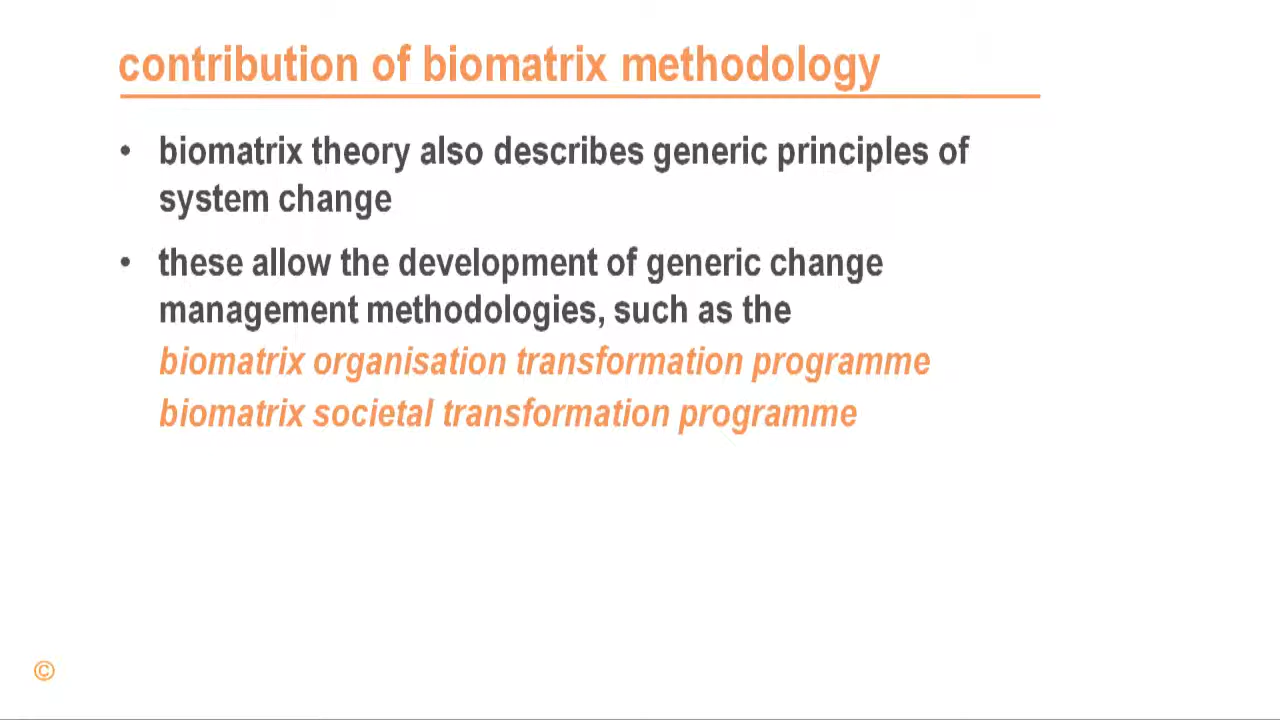 contribution of biomatrix methodology
• biomatrix theory also describes generic principles of
system change
• these allow the development of generic change
management methodologies, such as the
biomatrix organisation transformation programme
biomatrix societal transformation programme
©